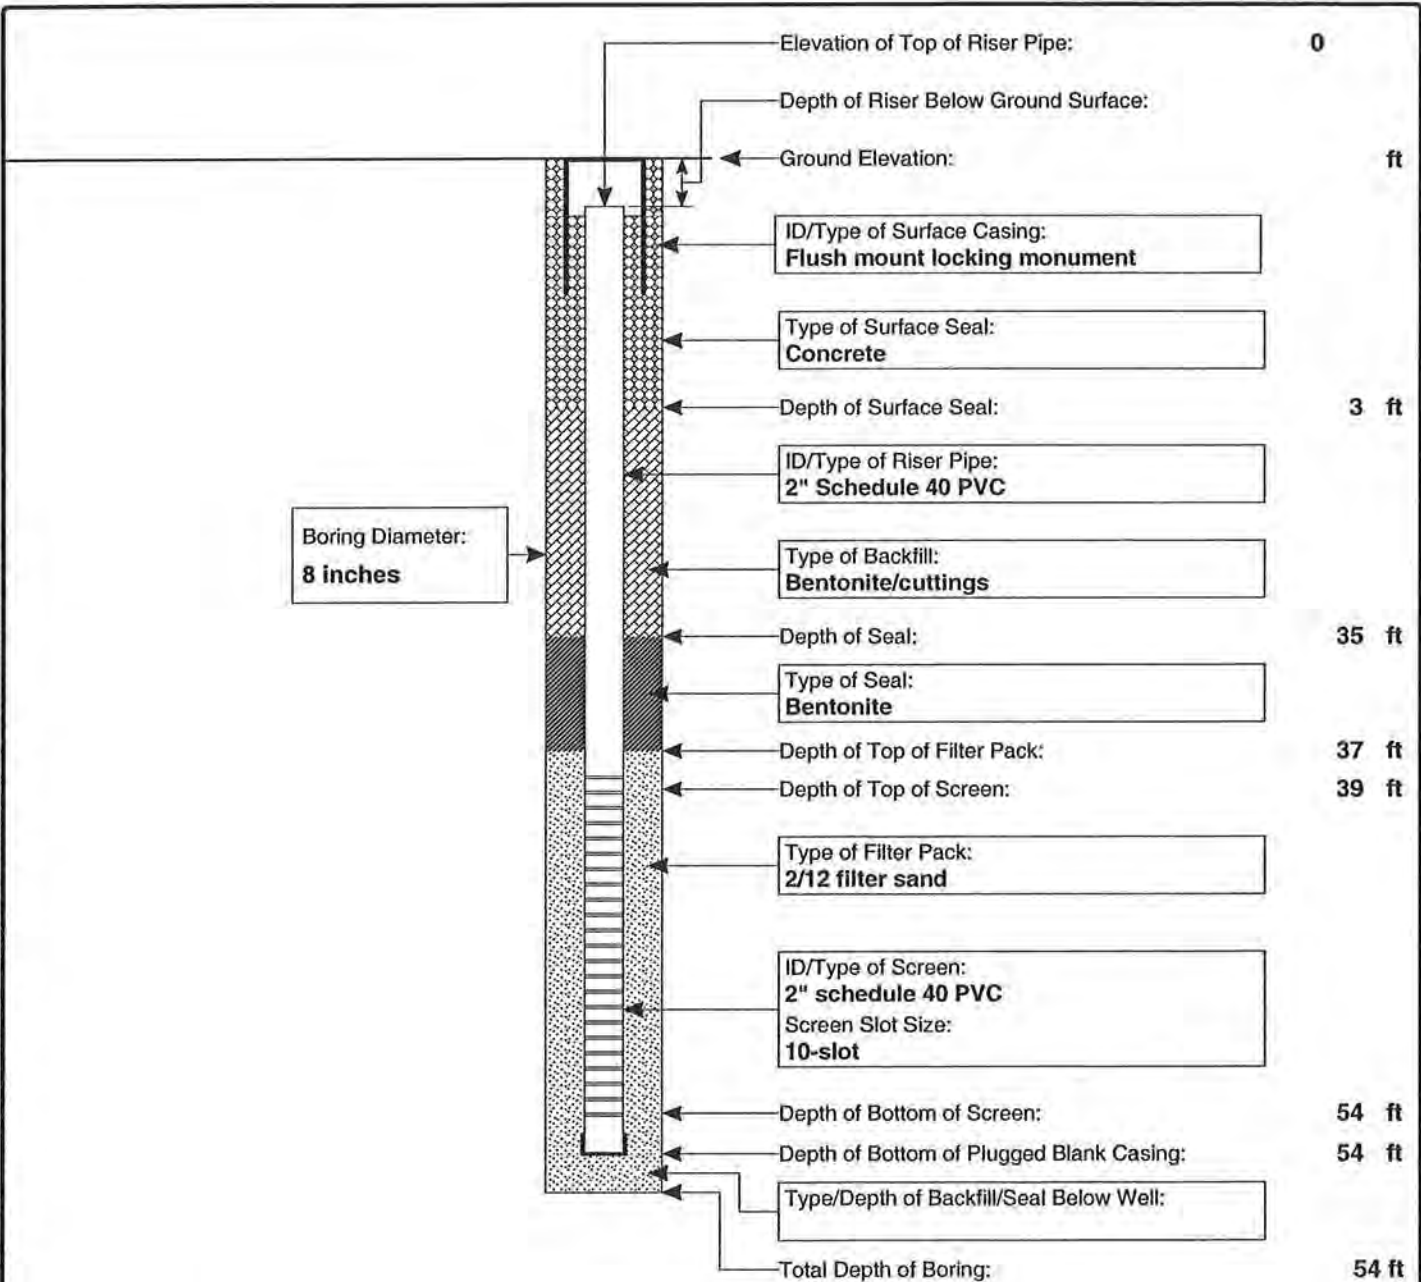 Elevation of Top of Riser Pipe: 0
Depth of Riser Below Ground Surface:
Ground Elevation: ft
ID/Type of Surface Casing:
Flush mount locking monument
Type of Surface Seal:
Concrete
Depth of Surface Seal: 3 ft
ID/Type of Riser Pipe:
2" Schedule 40 PVC
Boring Diameter:
8 inches
Type of Backfill:
Bentonite/cuttings
Depth of Seal: 35 ft
Type of Seal:
Bentonite
Depth of Top of Filter Pack: 37 ft
Depth of Top of Screen: 39 ft
Type of Filter Pack:
2/12 filter sand
ID/Type of Screen:
2" schedule 40 PVC
Screen Slot Size:
10-slot
Depth of Bottom of Screen: 54 ft
Depth of Bottom of Plugged Blank Casing: 54 ft
Type/Depth of Backfill/Seal Below Well:
Total Depth of Boring: 54 ft